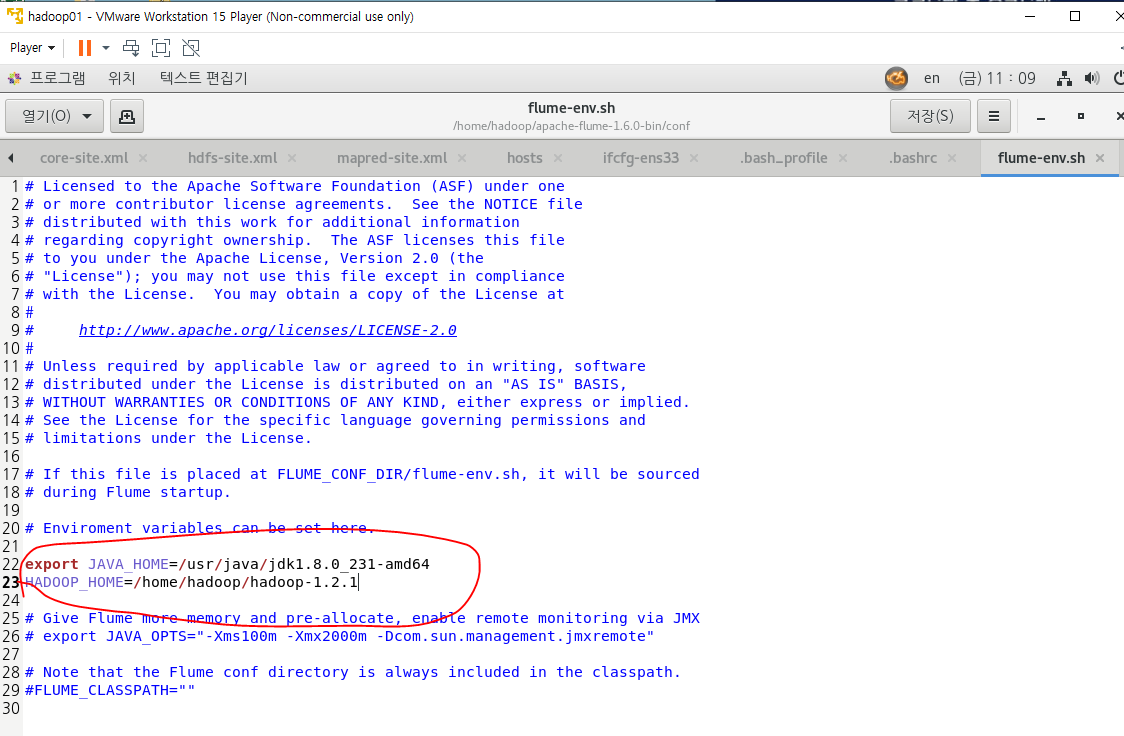 hadoop01 - VMware Workstation 15 Player (Non-commercial use only)
Player
프로그램 위치 텍스트 편집기 en (금) 11 : 09
열기(O) flume-env.sh 저장(S)
/home/hadoop/apache-flume-1.6.0-bin/conf
core-site.xml hdfs-site.xml mapred-site.xml hosts ifcfg-ens33 .bash_profile .bashrc flume-env.sh
1 # Licensed to the Apache Software Foundation (ASF) under one
2 # or more contributor license agreements.  See the NOTICE file
3 # distributed with this work for additional information
4 # regarding copyright ownership.  The ASF licenses this file
5 # to you under the Apache License, Version 2.0 (the
6 # "License"); you may not use this file except in compliance
7 # with the License.  You may obtain a copy of the License at
8 #
9 #     http://www.apache.org/licenses/LICENSE-2.0
10 #
11 # Unless required by applicable law or agreed to in writing, software
12 # distributed under the License is distributed on an "AS IS" BASIS,
13 # WITHOUT WARRANTIES OR CONDITIONS OF ANY KIND, either express or implied.
14 # See the License for the specific language governing permissions and
15 # limitations under the License.
16
17 # If this file is placed at FLUME_CONF_DIR/flume-env.sh, it will be sourced
18 # during Flume startup.
19
20 # Enviroment variables can be set here.
21
22 export JAVA_HOME=/usr/java/jdk1.8.0_231-amd64
23 HADOOP_HOME=/home/hadoop/hadoop-1.2.1
24
25 # Give Flume more memory and pre-allocate, enable remote monitoring via JMX
26 # export JAVA_OPTS="-Xms100m -Xmx2000m -Dcom.sun.management.jmxremote"
27
28 # Note that the Flume conf directory is always included in the classpath.
29 #FLUME_CLASSPATH=""
30